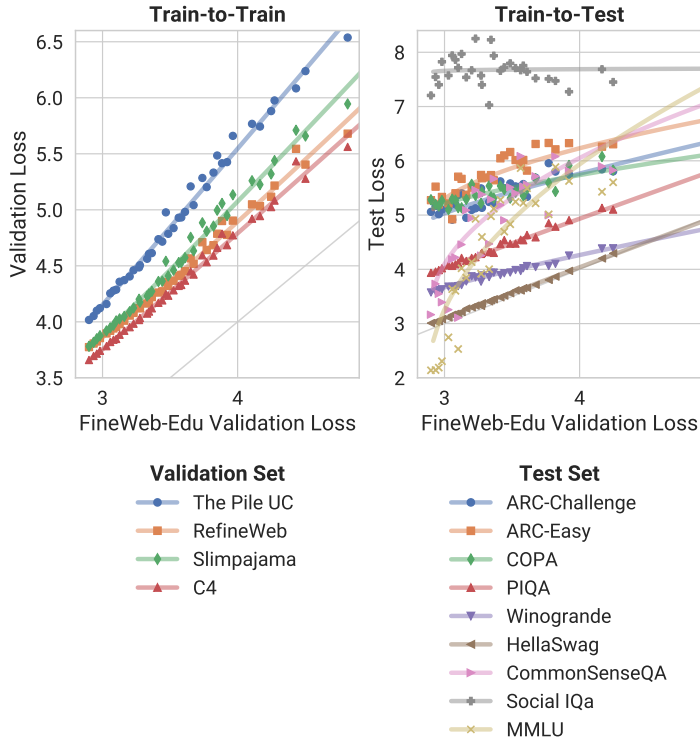 Train-to-Train
Validation Loss
6.5
6.0
5.5
5.0
4.5
4.0
3.5
3
4
FineWeb-Edu Validation Loss
Train-to-Test
Test Loss
8
7
6
5
4
3
2
3
4
FineWeb-Edu Validation Loss
Validation Set
The Pile UC
RefineWeb
Slimpajama
C4
Test Set
ARC-Challenge
ARC-Easy
COPA
PIQA
Winogrande
HellaSwag
CommonSenseQA
Social IQa
MMLU